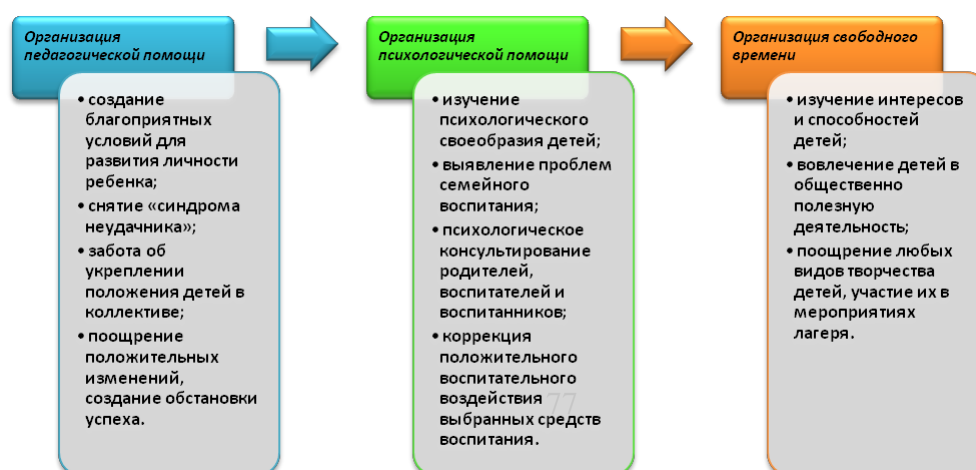 Организация
педагогической помощи
• создание
благоприятных
условий для
развития личности
ребенка;
• снятие «синдрома
неудачника»;
• забота об
укреплении
положения детей в
коллективе;
• поощрение
положительных
изменений,
создание обстановки
успеха.
Организация
психологической помощи
• изучение
психологического
своеобразия детей;
• выявление проблем
семейного
воспитания;
• психологическое
консультирование
родителей,
воспитателей и
воспитанников;
• коррекция
положительного
воспитательного
воздействия
выбранных средств
воспитания.
77
Организация свободного
времени
• изучение интересов
и способностей
детей;
• вовлечение детей в
общественно
полезную
деятельность;
• поощрение любых
видов творчества
детей, участие их в
мероприятиях
лагеря.